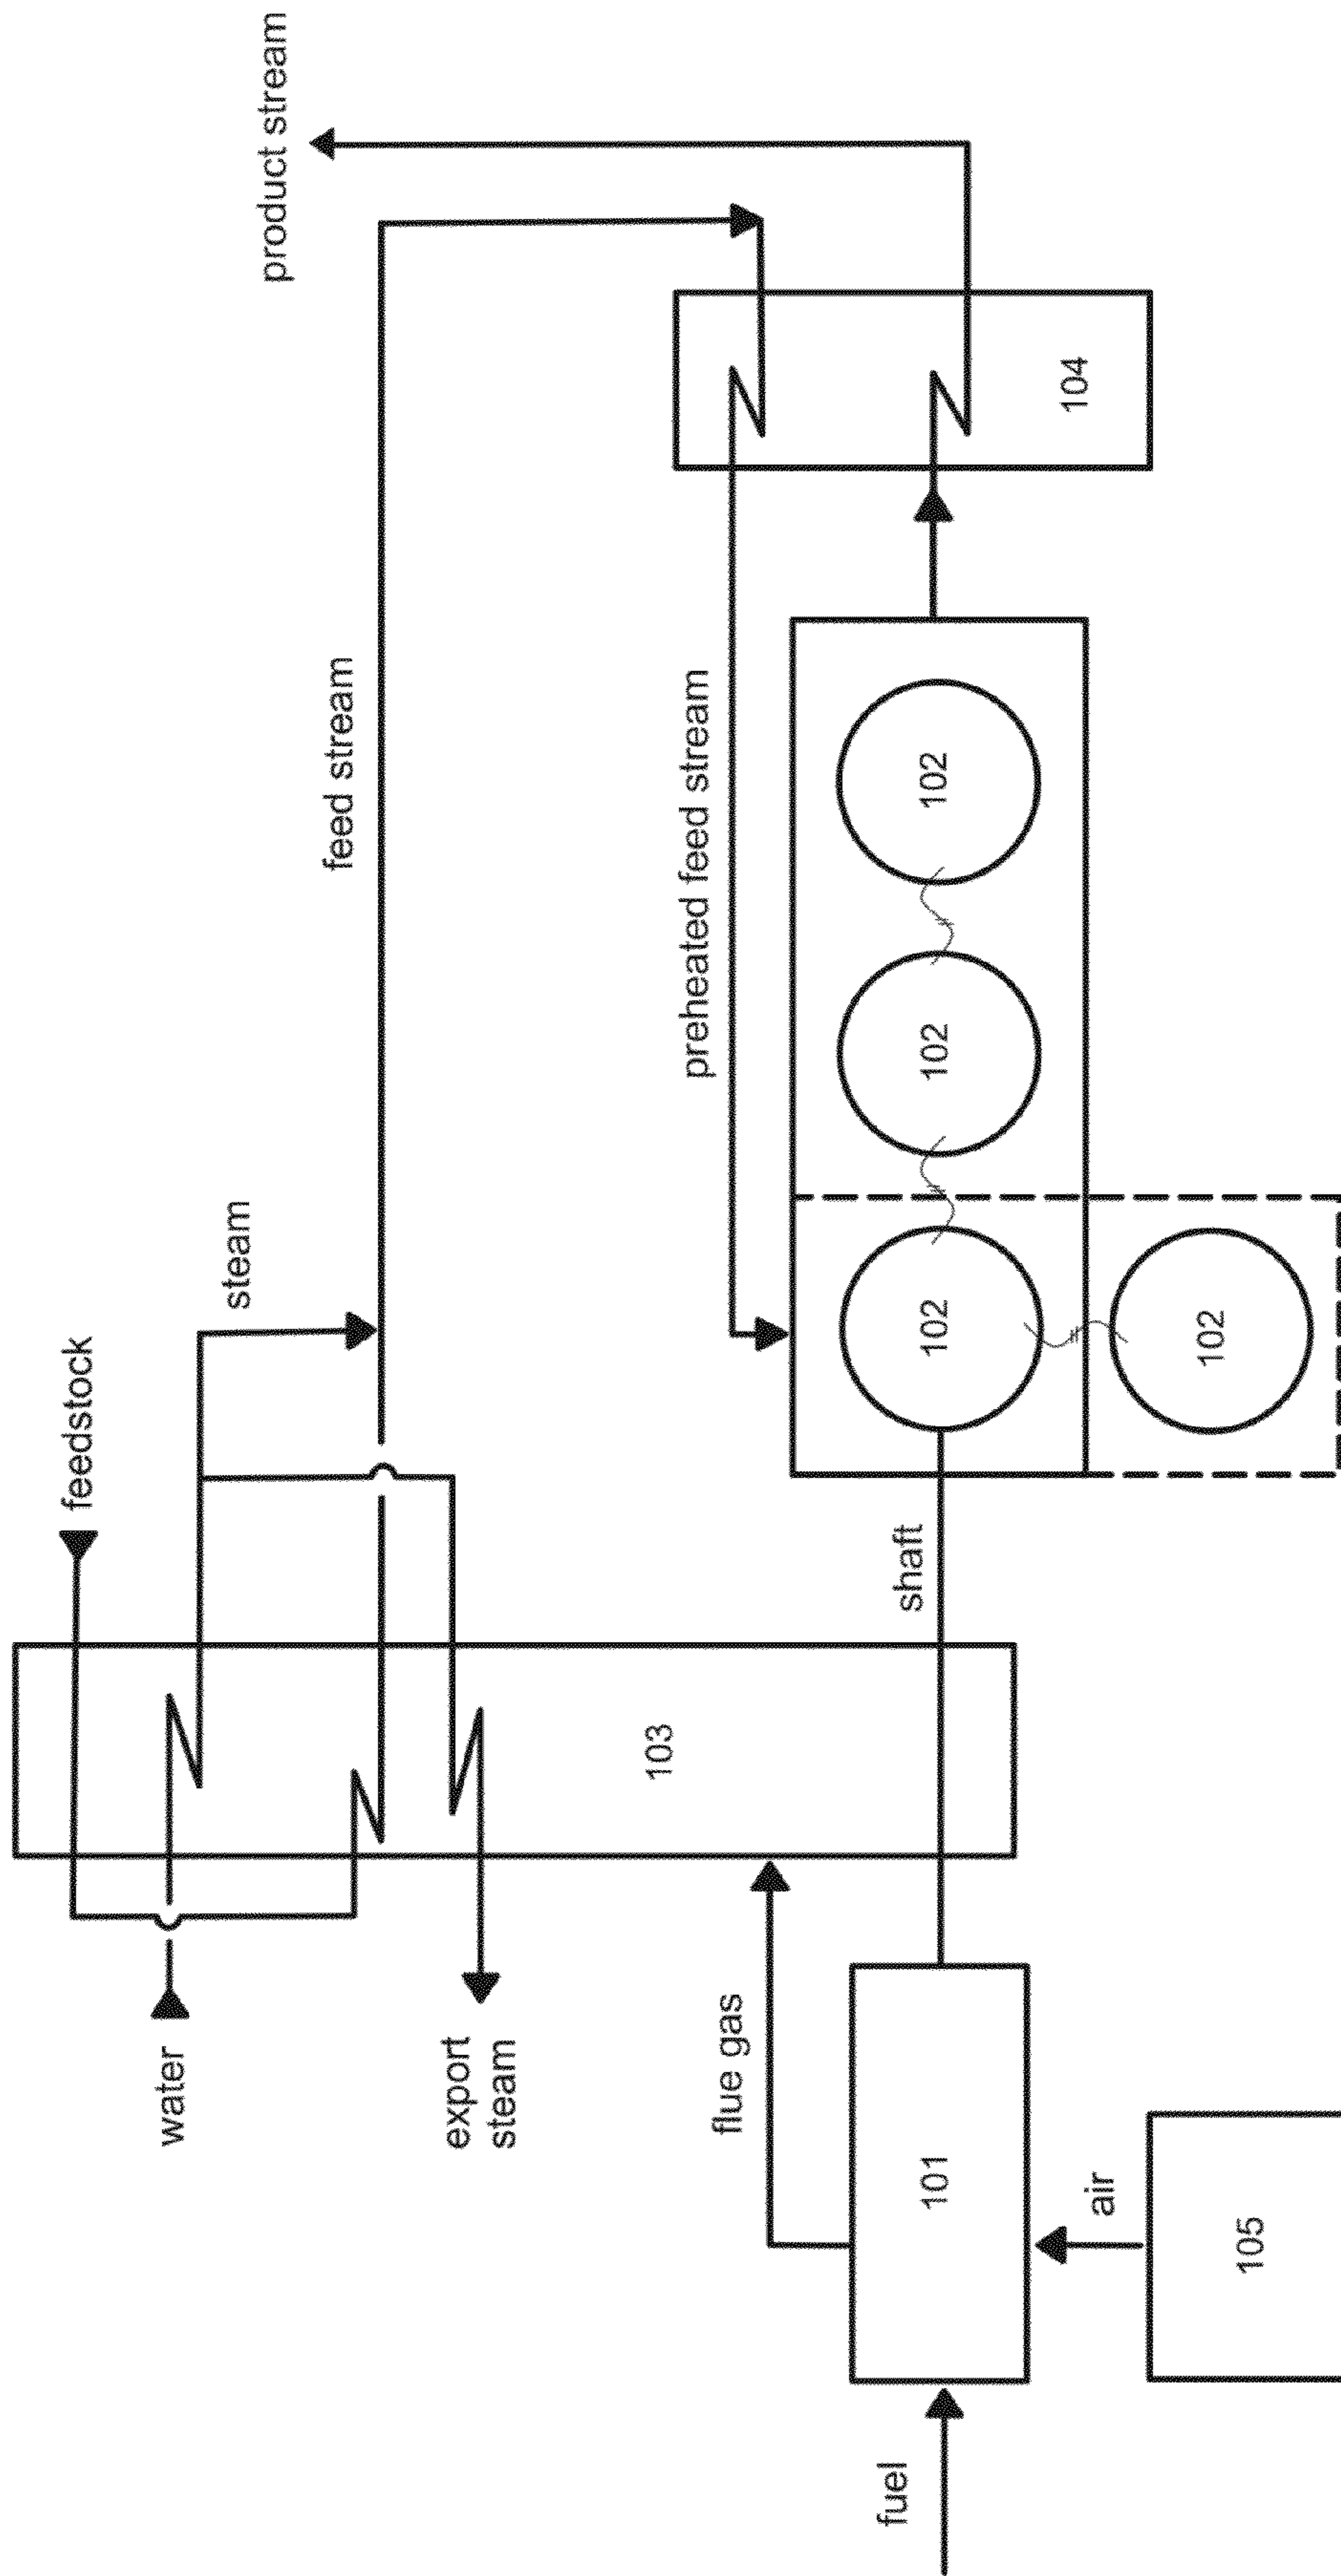 feedstock
water
steam
export
steam
feed stream
product stream
103
flue gas
preheated feed stream
shaft
fuel
101
102
102
102
104
air
105
102